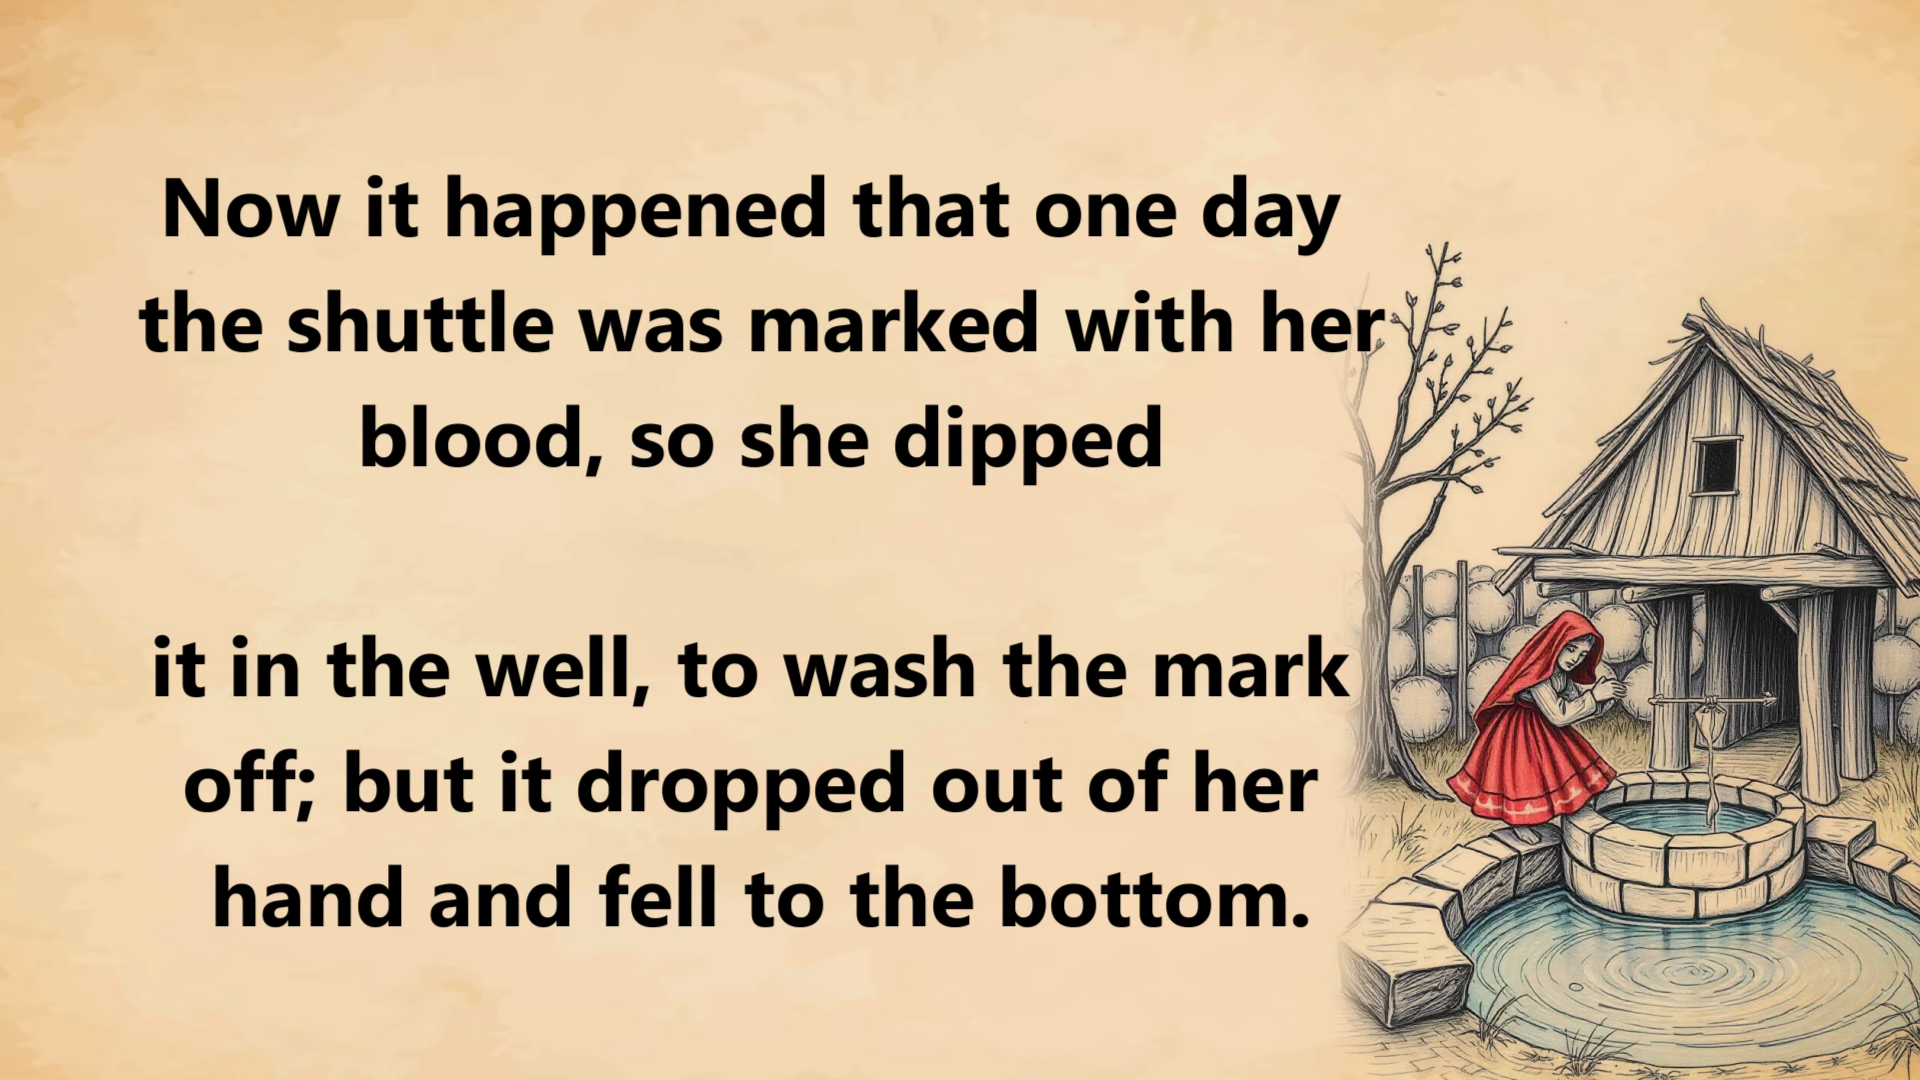 Now it happened that one day
the shuttle was marked with her
blood, so she dipped
it in the well, to wash the mark
off; but it dropped out of her
hand and fell to the bottom.